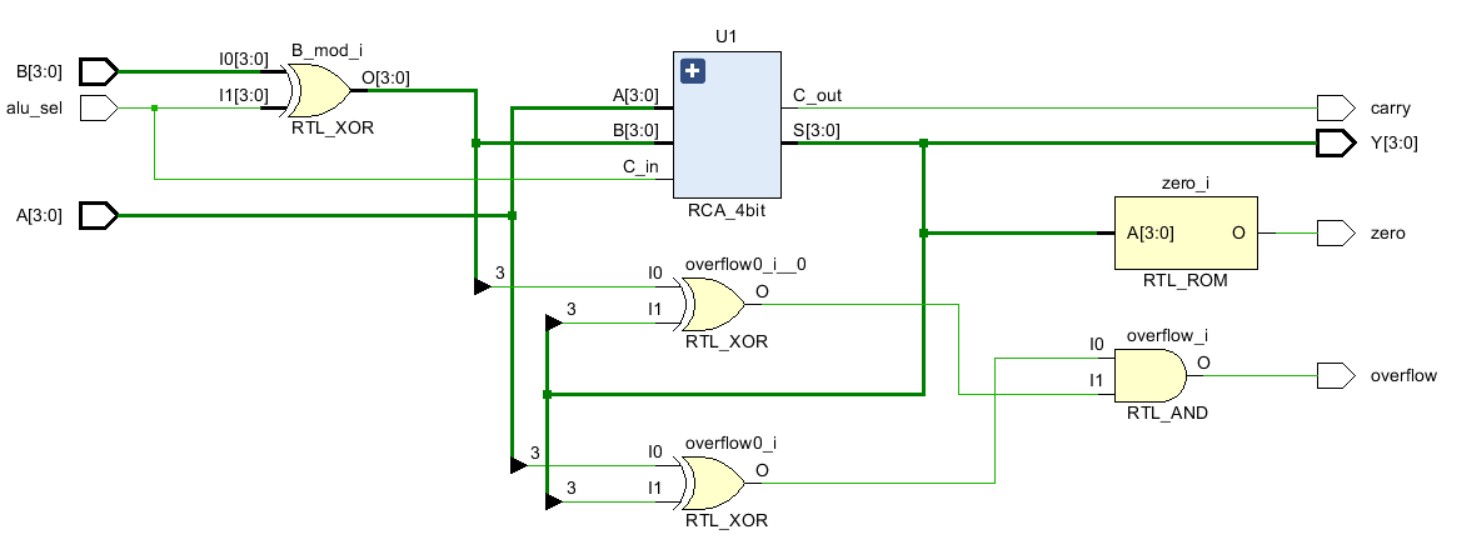 U1
B_mod_i
B[3:0]
I0[3:0]
O[3:0]
alu_sel
I1[3:0]
RTL_XOR
A[3:0]
C_out
carry
B[3:0]
S[3:0]
Y[3:0]
C_in
zero_i
A[3:0]
RCA_4bit
A[3:0]
O
zero
RTL_ROM
overflow0_i__0
3
I0
O
3
I1
RTL_XOR
overflow_i
I0
O
I1
overflow
RTL_AND
overflow0_i
3
I0
O
3
I1
RTL_XOR